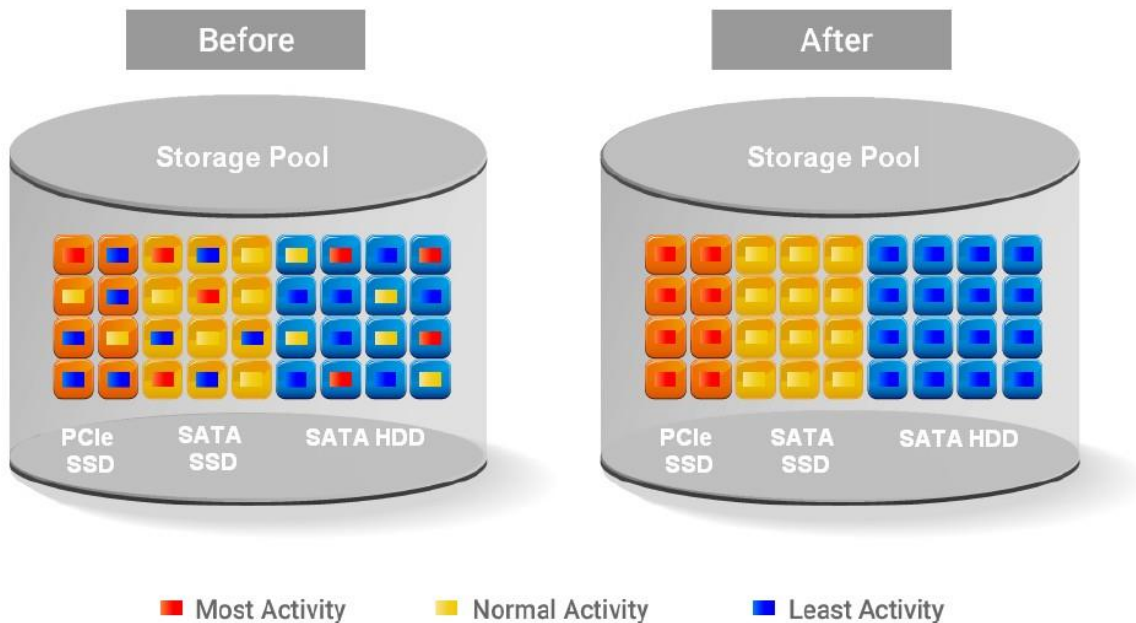 Before
After
Storage Pool
Storage Pool
PCIe
SSD
SATA
SSD
SATA HDD
PCIe
SSD
SATA
SSD
SATA HDD
Most Activity
Normal Activity
Least Activity